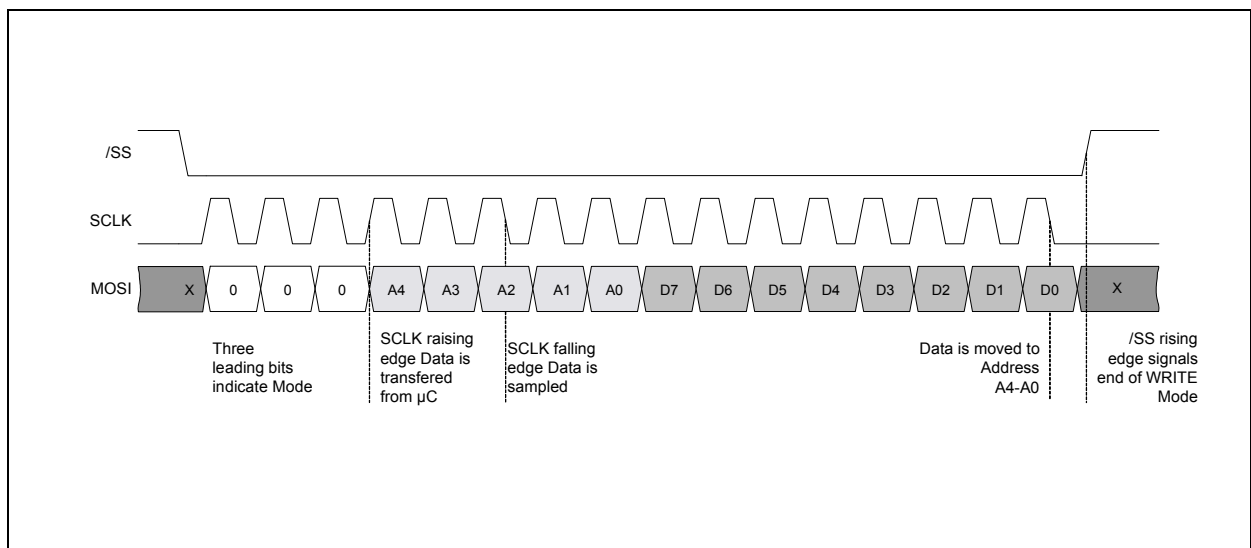 /SS
SCLK
MOSI
X 0 0 0 A4 A3 A2 A1 A0 D7 D6 D5 D4 D3 D2 D1 D0 X
Three
leading bits
indicate Mode
SCLK raising
edge Data is
transfered
from µC
SCLK falling
edge Data is
sampled
Data is moved to
Address
A4-A0
/SS rising
edge signals
end of WRITE
Mode